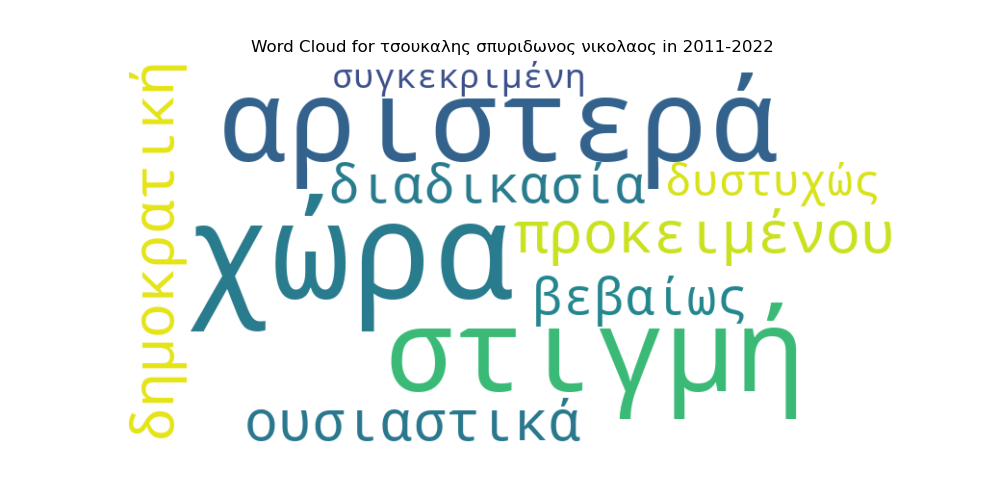 Word Cloud for τσουκαλης σπυριδωνος νικολαος in 2011-2022
συγκεκριμένη
αριστερά
δημοκρατική
διαδικασία
δυστυχώς
χώρα
προκειμένου
βεβαίως
στιγμή
ουσιαστικά